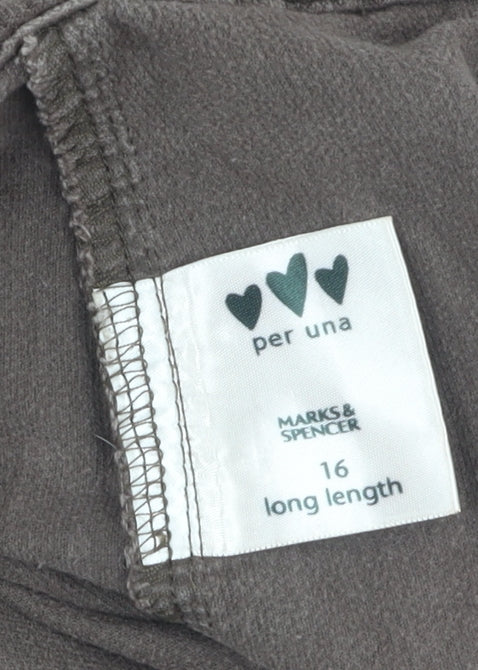 per una
MARKS &
SPENCER
16
long length